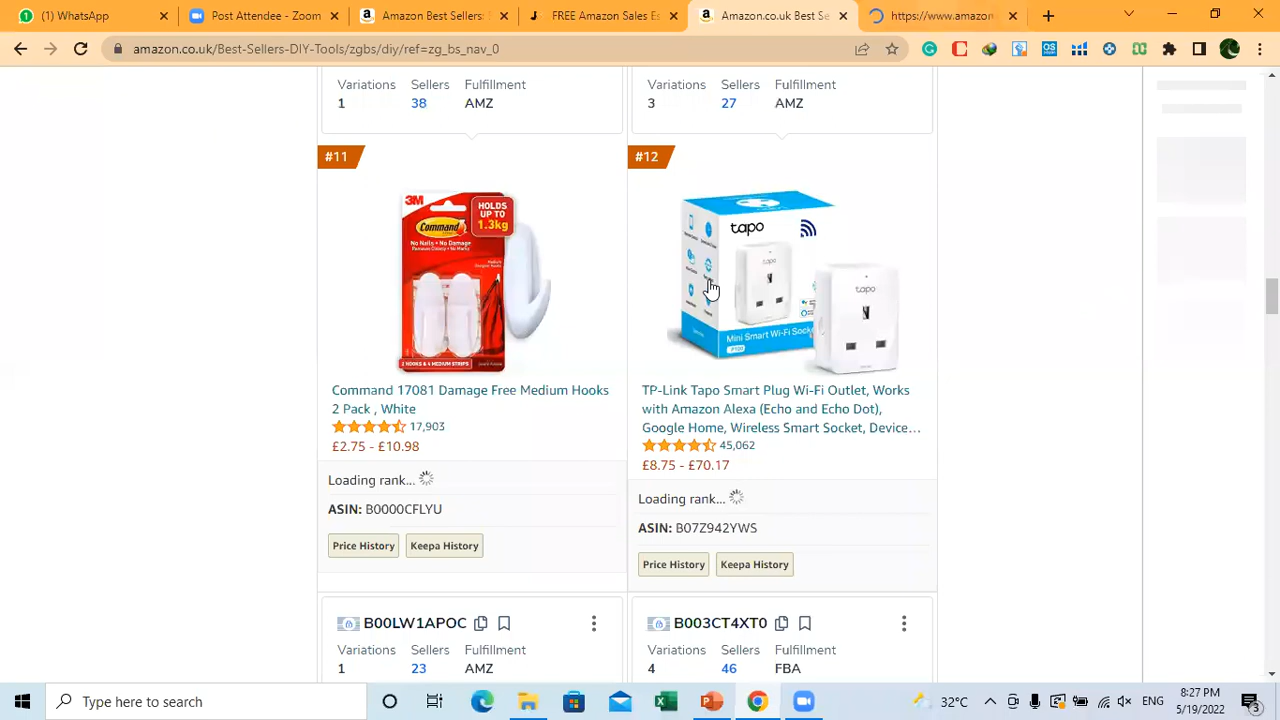 (1) WhatsApp
Post Attendee - Zoom
Amazon Best Sellers:
FREE Amazon Sales Es
Amazon.co.uk Best Se
https://www.amazon
amazon.co.uk/Best-Sellers-DIY-Tools/zgbs/diy/ref=zg_bs_nav_0
Variations Sellers Fulfillment
1 38 AMZ
Variations Sellers Fulfillment
3 27 AMZ
#11
3M
HOLDS
UP TO
1.3kg
Command
No Nails • No Damage
Command 17081 Damage Free Medium Hooks
2 Pack , White
17,903
£2.75 - £10.98
Loading rank...
ASIN: B0000CFLYU
Price History Keepa History
#12
tapo
tapo
tapo
Mini Smart Wi-Fi Socket
TP-Link Tapo Smart Plug Wi-Fi Outlet, Works
with Amazon Alexa (Echo and Echo Dot),
Google Home, Wireless Smart Socket, Device…
45,062
£8.75 - £70.17
Loading rank...
ASIN: B07Z942YWS
Price History Keepa History
B00LW1APOC
Variations Sellers Fulfillment
1 23 AMZ
B003CT4XT0
Variations Sellers Fulfillment
4 46 FBA
Type here to search
32°C
ENG
8:27 PM
5/19/2022
3